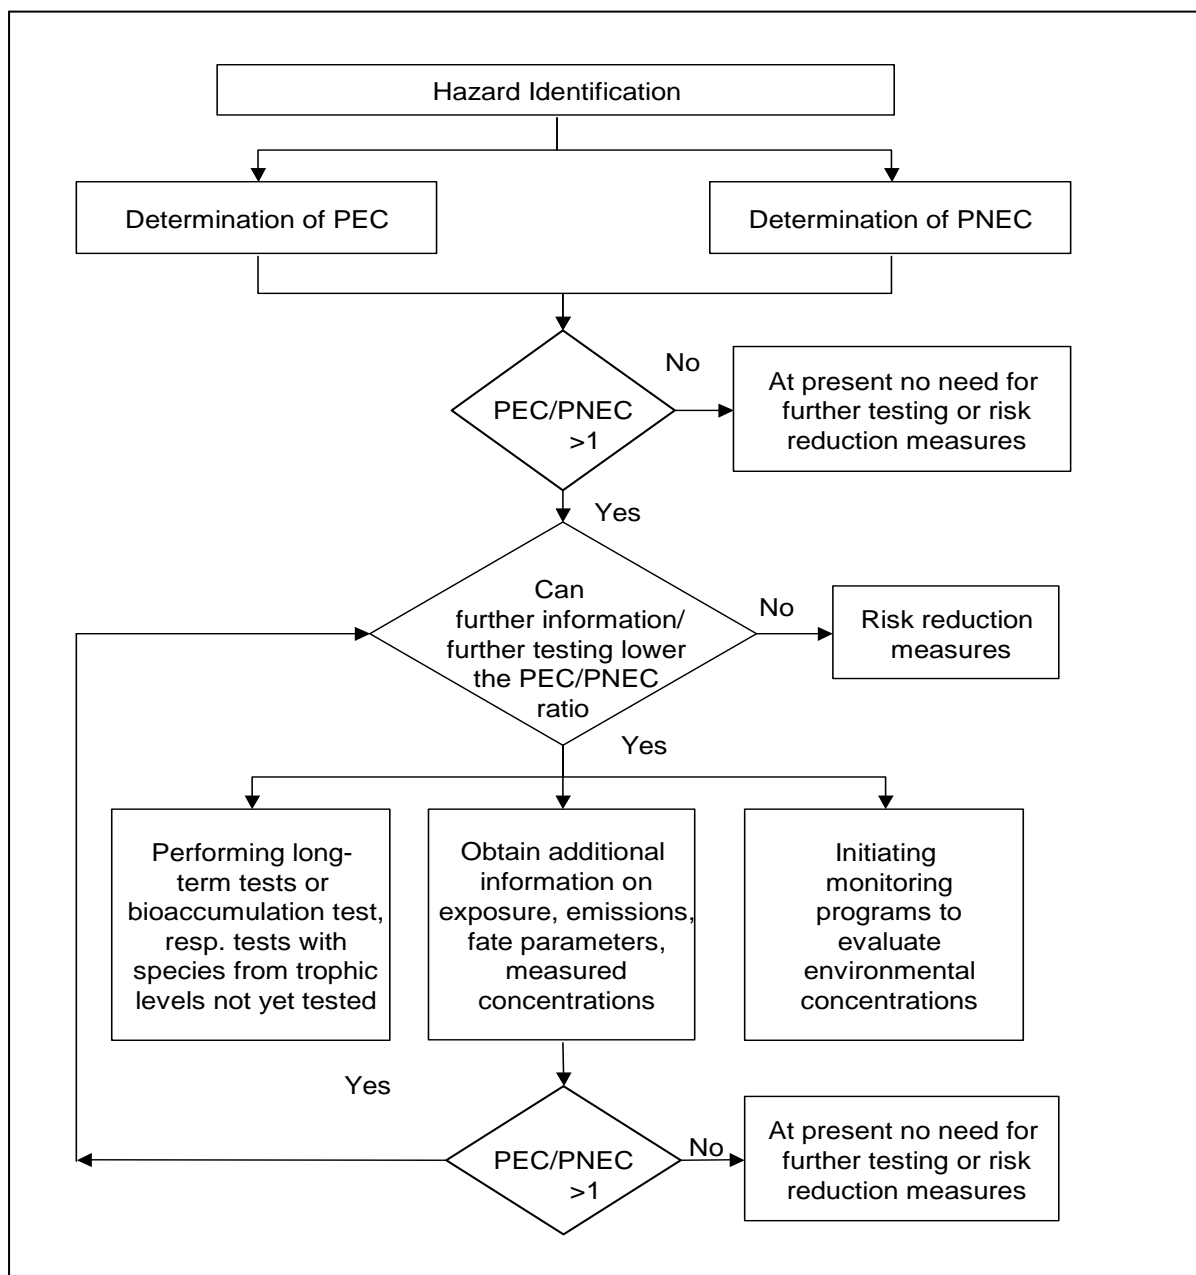 Hazard Identification
Determination of PEC
Determination of PNEC
PEC/PNEC
>1
No
At present no need for
further testing or risk
reduction measures
Yes
Can
further information/
further testing lower
the PEC/PNEC
ratio
No
Risk reduction
measures
Yes
Performing long-
term tests or
bioaccumulation test,
resp. tests with
species from trophic
levels not yet tested
Obtain additional
information on
exposure, emissions,
fate parameters,
measured
concentrations
Initiating
monitoring
programs to
evaluate
environmental
concentrations
Yes
PEC/PNEC
>1
No
At present no need for
further testing or risk
reduction measures